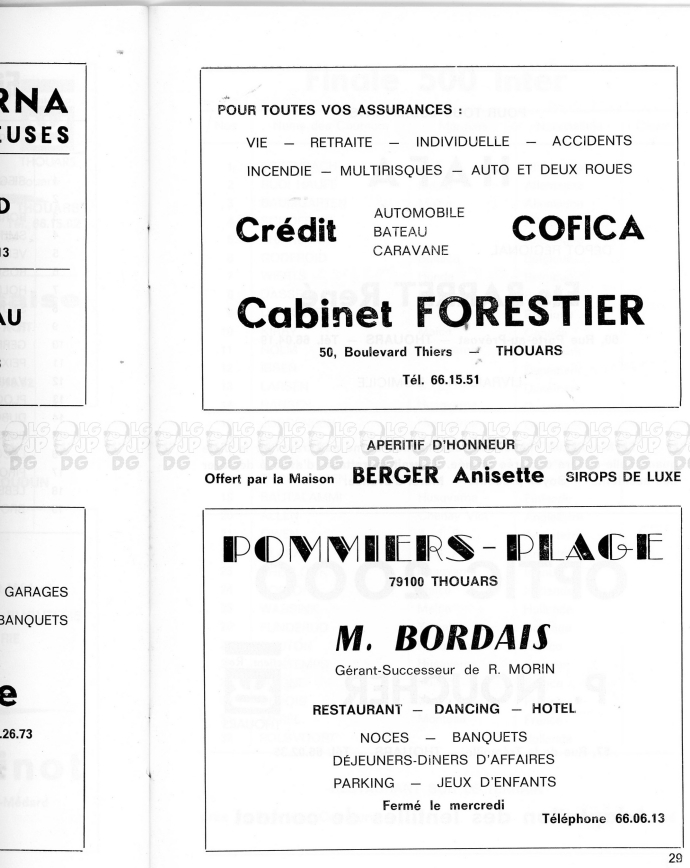 RNA
EUSES
D
13
AU
GARAGES
BANQUETS
e
.26.73
POUR TOUTES VOS ASSURANCES :
VIE — RETRAITE — INDIVIDUELLE — ACCIDENTS
INCENDIE — MULTIRISQUES — AUTO ET DEUX ROUES
Crédit AUTOMOBILE BATEAU CARAVANE COFICA
Cabinet FORESTIER
50, Boulevard Thiers — THOUARS
Tél. 66.15.51
APERITIF D'HONNEUR
Offert par la Maison BERGER Anisette SIROPS DE LUXE
POMMIERS-PLAGE
79100 THOUARS
M. BORDAIS
Gérant-Successeur de R. MORIN
RESTAURANT — DANCING — HOTEL
NOCES — BANQUETS
DÉJEUNERS-DiNERS D'AFFAIRES
PARKING — JEUX D'ENFANTS
Fermé le mercredi
Téléphone 66.06.13
29